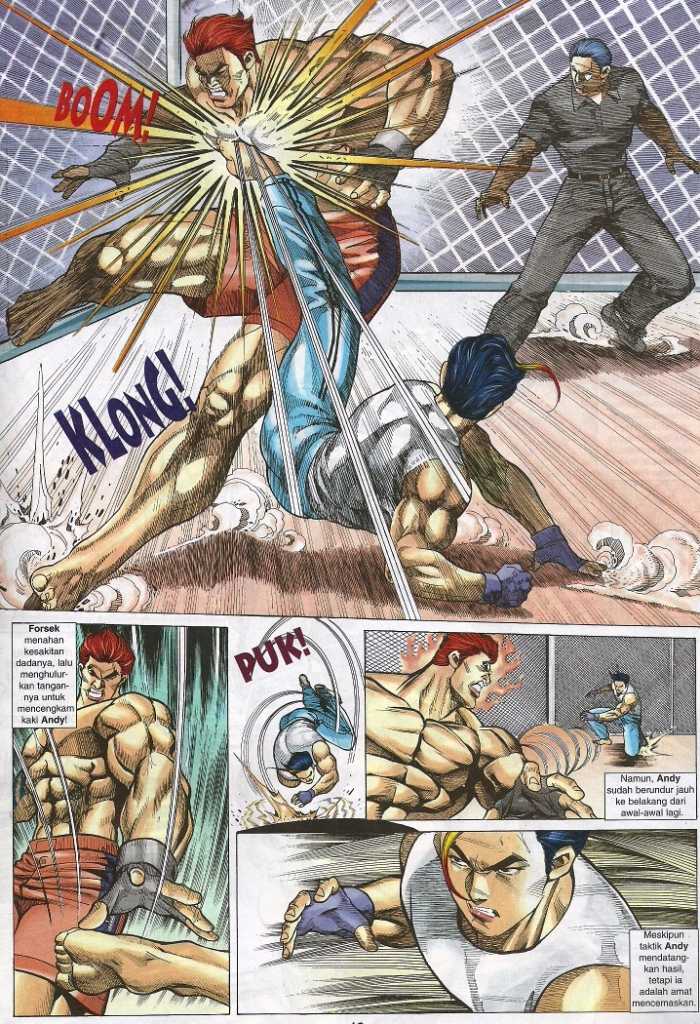 BOOM!
KLONG!
Forsek
menahan
kesakitan
dadanya, lalu
menghulur-
kan tangan-
nya untuk
mencengkam
kaki Andy!
PUK!
Namun, Andy
sudah berundur jauh
ke belakang dari
awal-awal lagi.
Meskipun
taktik Andy
mendatang-
kan hasil,
tetapi ia
adalah amat
mencemaskan.